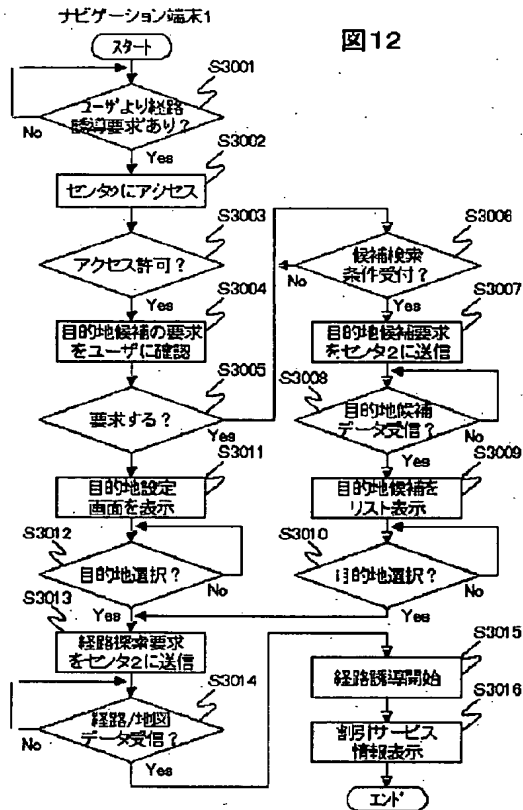 ナビゲーション端末1
図12
スタート
S3001
ユーザより経路
誘導要求あり?
No
Yes
S3002
センタ2にアクセス
S3003
アクセス許可?
Yes
S3004
目的地候補の要求
をユーザに確認
S3005
要求する?
Yes
S3006
候補検索
条件受付?
No
Yes
S3007
目的地候補要求
をセンタ2に送信
S3008
目的地候補
データ受信?
No
Yes
S3009
目的地候補を
リスト表示
S3010
目的地選択?
No
Yes
S3011
目的地設定
画面を表示
S3012
目的地選択?
No
Yes
S3013
経路探索要求
をセンタ2に送信
S3014
経路/地図
データ受信?
No
Yes
S3015
経路誘導開始
S3016
割引サービス
情報表示
エンド